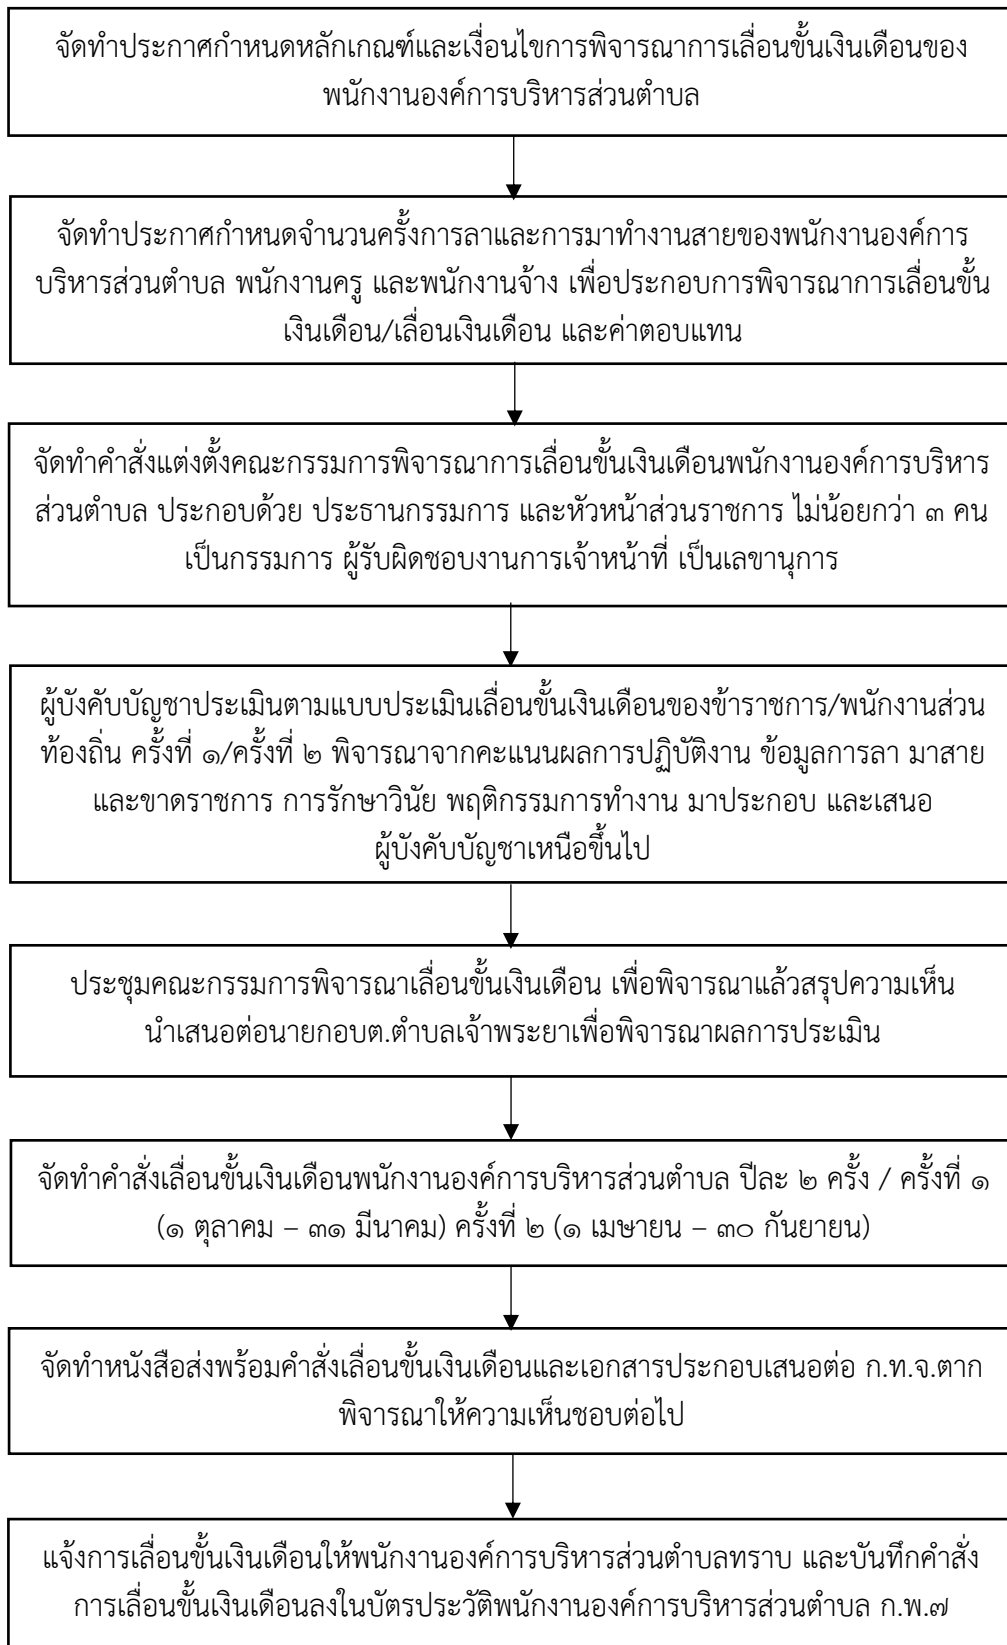 จัดทำประกาศกำหนดหลักเกณฑ์และเงื่อนไขการพิจารณาการเลื่อนขั้นเงินเดือนของ
พนักงานองค์การบริหารส่วนตำบล
จัดทำประกาศกำหนดจำนวนครั้งการลาและการมาทำงานสายของพนักงานองค์การ
บริหารส่วนตำบล พนักงานครู และพนักงานจ้าง เพื่อประกอบการพิจารณาการเลื่อนขั้น
เงินเดือน/เลื่อนเงินเดือน และค่าตอบแทน
จัดทำคำสั่งแต่งตั้งคณะกรรมการพิจารณาการเลื่อนขั้นเงินเดือนพนักงานองค์การบริหาร
ส่วนตำบล ประกอบด้วย ประธานกรรมการ และหัวหน้าส่วนราชการ ไม่น้อยกว่า ๓ คน
เป็นกรรมการ ผู้รับผิดชอบงานการเจ้าหน้าที่ เป็นเลขานุการ
ผู้บังคับบัญชาประเมินตามแบบประเมินเลื่อนขั้นเงินเดือนของข้าราชการ/พนักงานส่วน
ท้องถิ่น ครั้งที่ ๑/ครั้งที่ ๒ พิจารณาจากคะแนนผลการปฏิบัติงาน ข้อมูลการลา มาสาย
และขาดราชการ การรักษาวินัย พฤติกรรมการทำงาน มาประกอบ และเสนอ
ผู้บังคับบัญชาเหนือขึ้นไป
ประชุมคณะกรรมการพิจารณาเลื่อนขั้นเงินเดือน เพื่อพิจารณาแล้วสรุปความเห็น
นำเสนอต่อนายกอบต.ตำบลเจ้าพระยาเพื่อพิจารณาผลการประเมิน
จัดทำคำสั่งเลื่อนขั้นเงินเดือนพนักงานองค์การบริหารส่วนตำบล ปีละ ๒ ครั้ง / ครั้งที่ ๑
(๑ ตุลาคม – ๓๑ มีนาคม) ครั้งที่ ๒ (๑ เมษายน – ๓๐ กันยายน)
จัดทำหนังสือส่งพร้อมคำสั่งเลื่อนขั้นเงินเดือนและเอกสารประกอบเสนอต่อ ก.ท.จ.ตาก
พิจารณาให้ความเห็นชอบต่อไป
แจ้งการเลื่อนขั้นเงินเดือนให้พนักงานองค์การบริหารส่วนตำบลทราบ และบันทึกคำสั่ง
การเลื่อนขั้นเงินเดือนลงในบัตรประวัติพนักงานองค์การบริหารส่วนตำบล ก.พ.๗